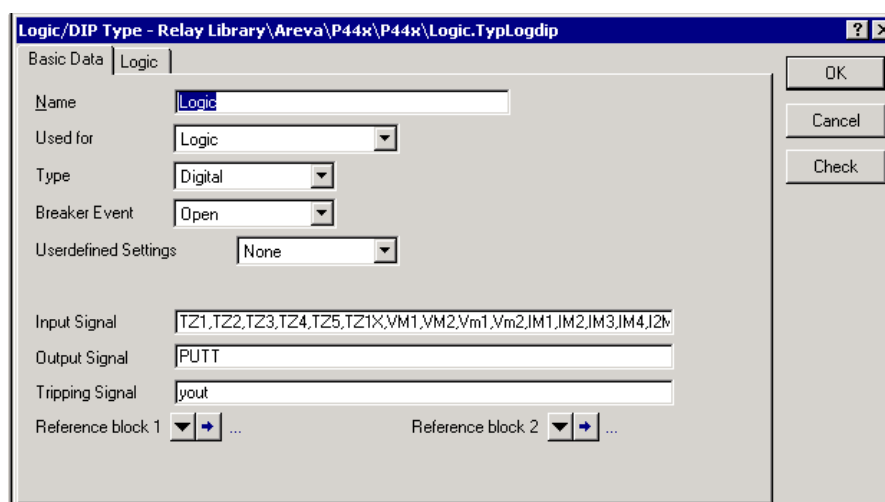 Logic/DIP Type - Relay Library\Areva\P44x\P44x\Logic.TypLogdip
Basic Data Logic
OK
Name Logic
Cancel
Used for Logic
Check
Type Digital
Breaker Event Open
Userdefined Settings None
Input Signal TZ1,TZ2,TZ3,TZ4,TZ5,TZ1X,VM1,VM2,Vm1,Vm2,IM1,IM2,IM3,IM4,I2M
Output Signal PUTT
Tripping Signal yout
Reference block 1 ... Reference block 2 ...